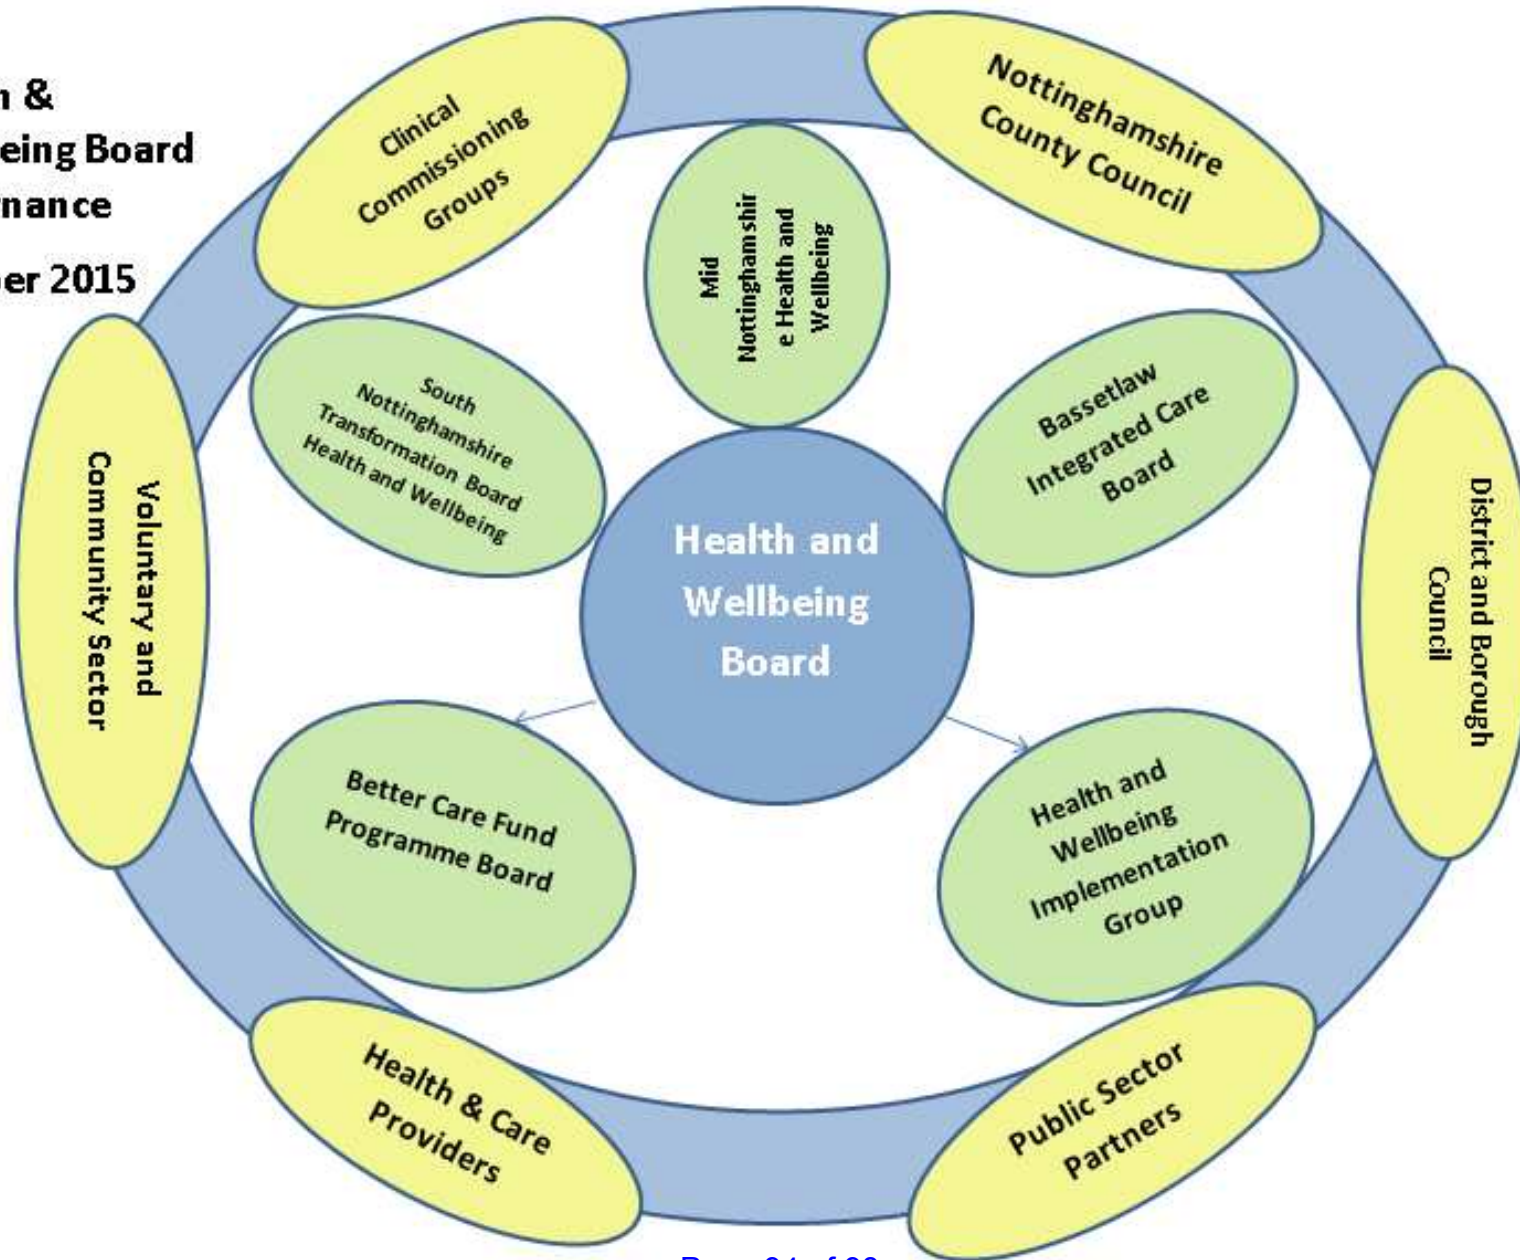 &
eing Board
nance
er 2015
Clinical
Commissioning
Groups
Nottinghamshire
County Council
Mid
Nottinghamshir
e Health and
Wellbeing
South
Nottinghamshire
Transformation Board
Health and Wellbeing
Bassetlaw
Integrated Care
Board
Voluntary and
Community Sector
Health and
Wellbeing
Board
District and Borough
Council
Better Care Fund
Programme Board
Health and
Wellbeing
Implementation
Group
Health & Care
Providers
Public Sector
Partners